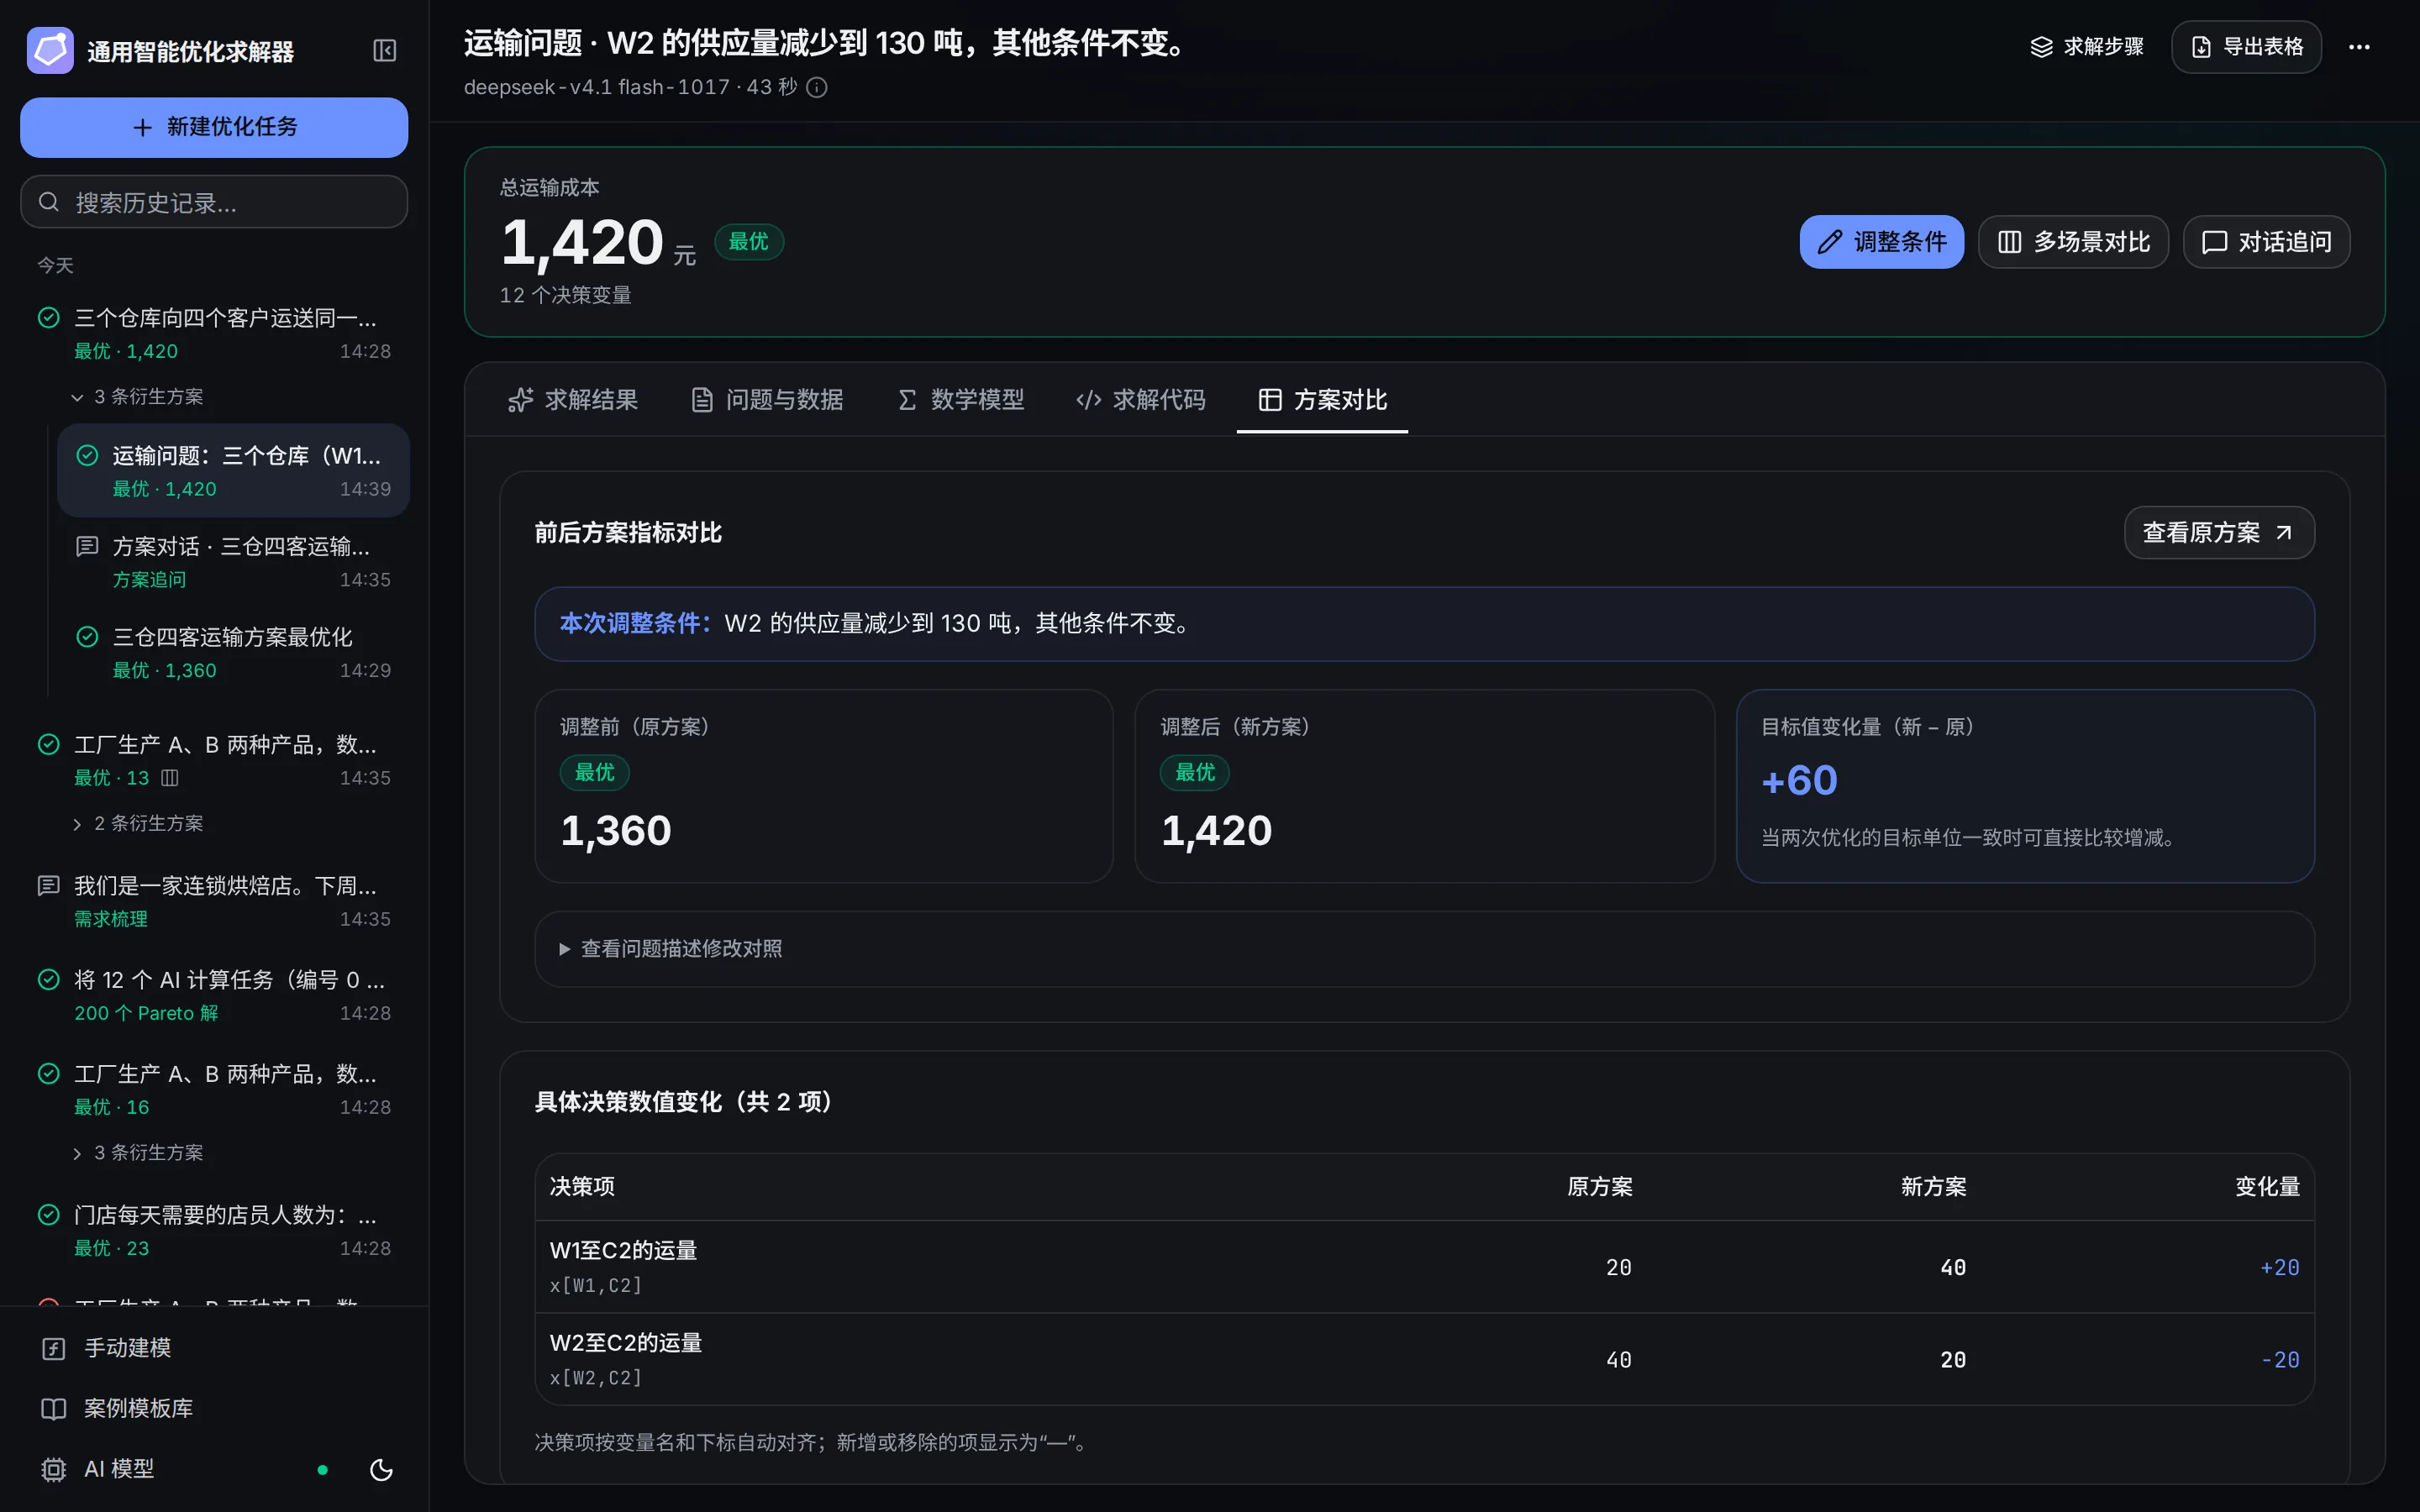 通用智能优化求解器
新建优化任务
搜索历史记录...
今天
三个仓库向四个客户运送同一...
最优 · 1,420 14:28
3 条衍生方案
运输问题：三个仓库（W1...
最优 · 1,420 14:39
方案对话 · 三仓四客运输...
方案追问 14:35
三仓四客运输方案最优化
最优 · 1,360 14:29
工厂生产 A、B 两种产品，数...
最优 · 13 14:35
2 条衍生方案
我们是一家连锁烘焙店。下周...
需求梳理 14:35
将 12 个 AI 计算任务（编号 0 ...
200 个 Pareto 解 14:28
工厂生产 A、B 两种产品，数...
最优 · 16 14:28
3 条衍生方案
门店每天需要的店员人数为：...
最优 · 23 14:28
手动建模
案例模板库
AI 模型
运输问题 · W2 的供应量减少到 130 吨，其他条件不变。
deepseek-v4.1 flash-1017 · 43 秒
求解步骤
导出表格
总运输成本
1,420 元 最优
12 个决策变量
调整条件
多场景对比
对话追问
求解结果
问题与数据
数学模型
求解代码
方案对比
前后方案指标对比
查看原方案
本次调整条件：W2 的供应量减少到 130 吨，其他条件不变。
调整前（原方案）
最优
1,360
调整后（新方案）
最优
1,420
目标值变化量（新 – 原）
+60
当两次优化的目标单位一致时可直接比较增减。
查看问题描述修改对照
具体决策数值变化（共 2 项）
决策项 原方案 新方案 变化量
W1至C2的运量
x[W1,C2]
20 40 +20
W2至C2的运量
x[W2,C2]
40 20 -20
决策项按变量名和下标自动对齐；新增或移除的项显示为“—”。